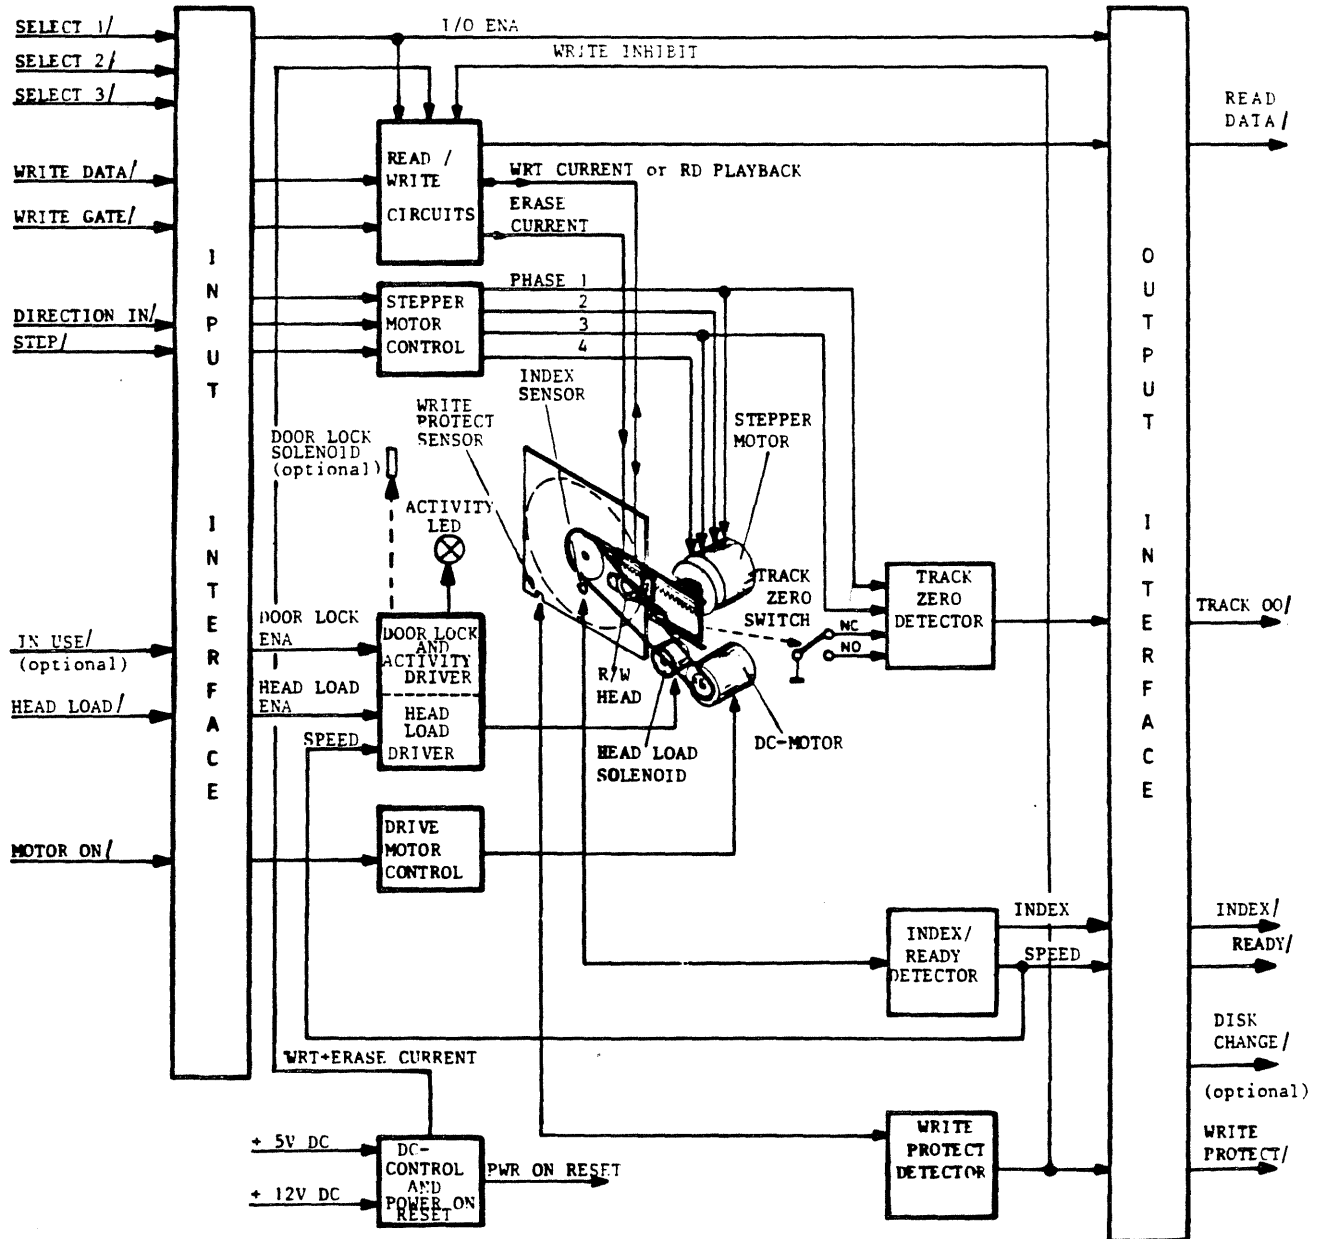 SELECT 1/
SELECT 2/
SELECT 3/
WRITE DATA/
WRITE GATE/
DIRECTION IN/
STEP/
IN USE/
(optional)
HEAD LOAD/
MOTOR ON/
INPUT INTERFACE
I/O ENA
WRITE INHIBIT
READ /
WRITE
CIRCUITS
WRT CURRENT or RD PLAYBACK
ERASE
CURRENT
STEPPER
MOTOR
CONTROL
PHASE 1
2
3
4
INDEX
SENSOR
WRITE
PROTECT
SENSOR
DOOR LOCK
SOLENOID
(optional)
ACTIVITY
LED
STEPPER
MOTOR
TRACK
ZERO
SWITCH
NC
NO
TRACK
ZERO
DETECTOR
DOOR LOCK
ENA
DOOR LOCK
AND
ACTIVITY
DRIVER
HEAD LOAD
ENA
HEAD
LOAD
DRIVER
SPEED
R/W
HEAD
HEAD LOAD
SOLENOID
DC-MOTOR
DRIVE
MOTOR
CONTROL
INDEX/
READY
DETECTOR
INDEX
SPEED
WRT+ERASE CURRENT
+ 5V DC
+ 12V DC
DC-
CONTROL
AND
POWER ON
RESET
PWR ON RESET
WRITE
PROTECT
DETECTOR
OUTPUT INTERFACE
READ
DATA/
TRACK 00/
INDEX/
READY/
DISK
CHANGE/
(optional)
WRITE
PROTECT/